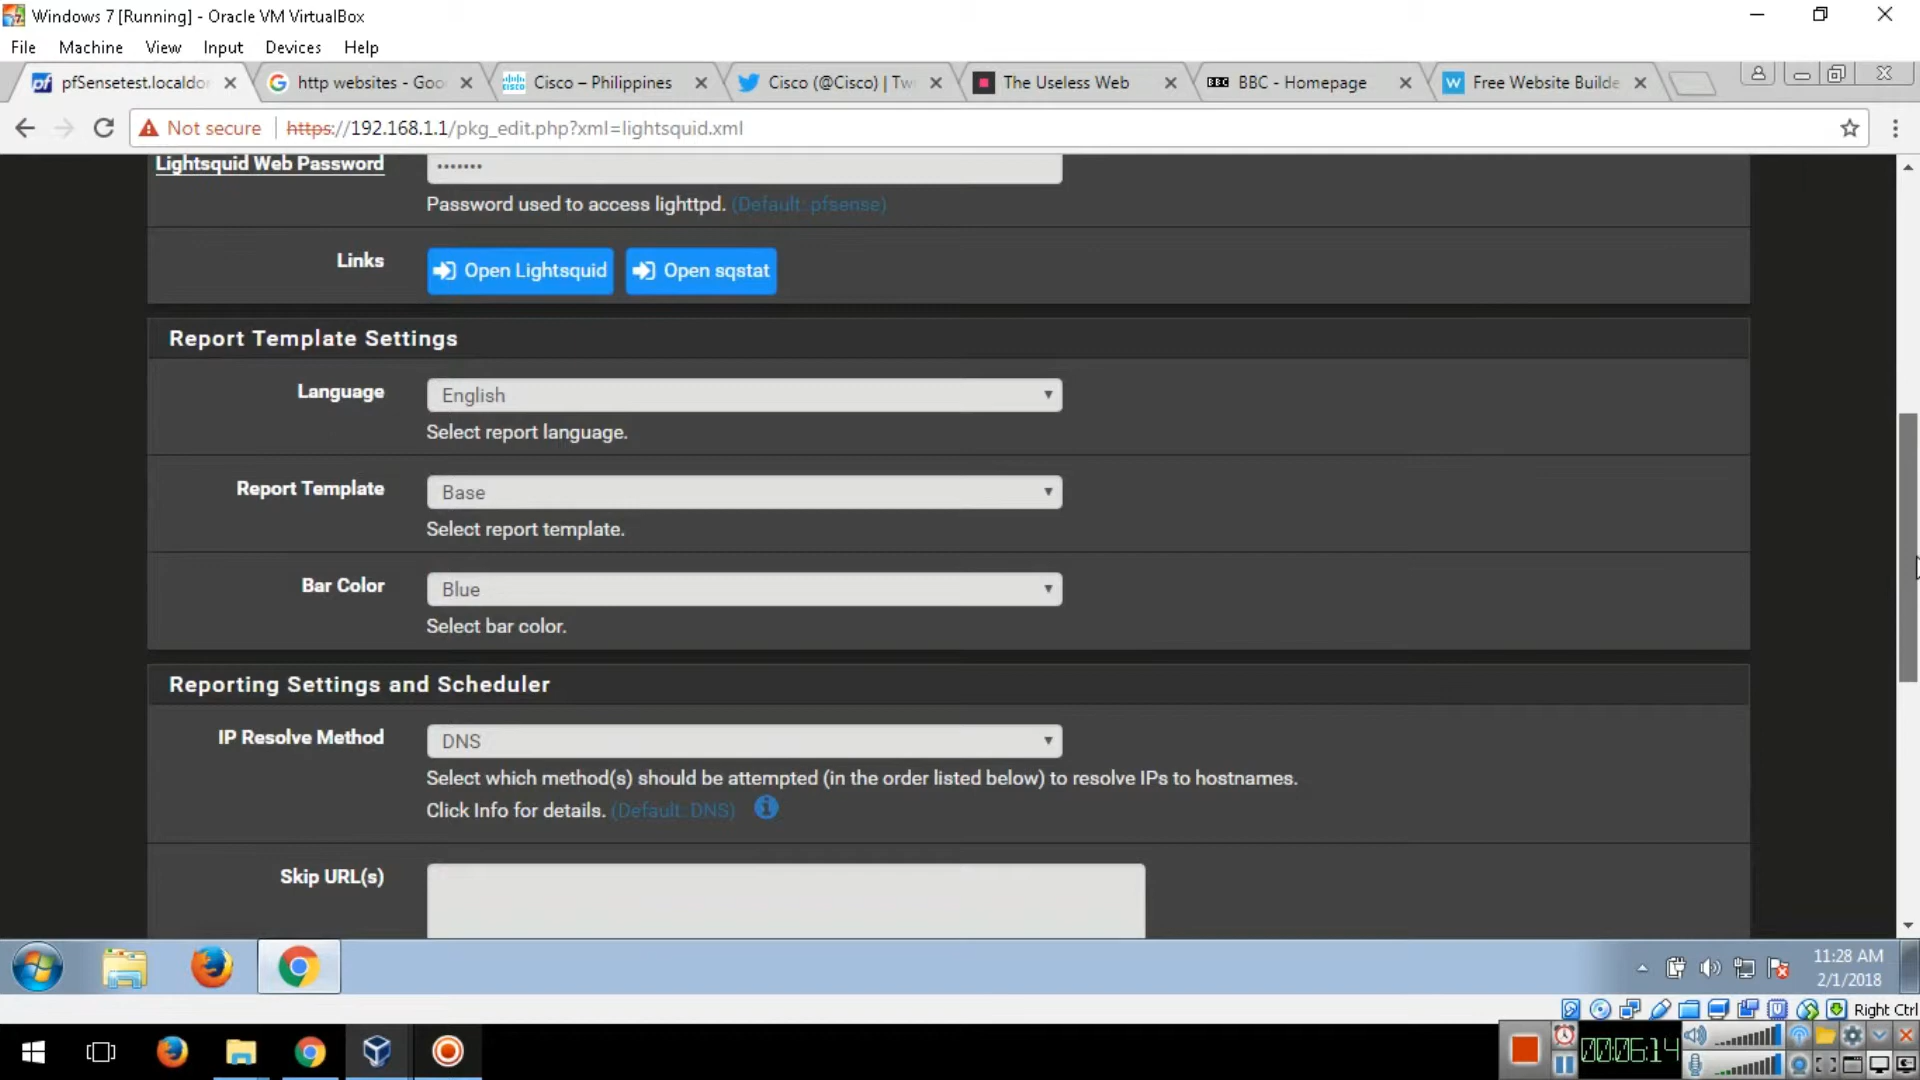 Windows 7 [Running] - Oracle VM VirtualBox
File Machine View Input Devices Help
pfSensetest.localdor
http websites - Goo
Cisco – Philippines
Cisco (@Cisco) | Tw
The Useless Web
BBC - Homepage
Free Website Builde
Not secure https://192.168.1.1/pkg_edit.php?xml=lightsquid.xml
Lightsquid Web Password •••••••
Password used to access lighttpd. (Default: pfsense)
Links Open Lightsquid Open sqstat
Report Template Settings
Language English
Select report language.
Report Template Base
Select report template.
Bar Color Blue
Select bar color.
Reporting Settings and Scheduler
IP Resolve Method DNS
Select which method(s) should be attempted (in the order listed below) to resolve IPs to hostnames.
Click Info for details. (Default: DNS)
Skip URL(s)
11:28 AM
2/1/2018
Right Ctrl
00:06:14